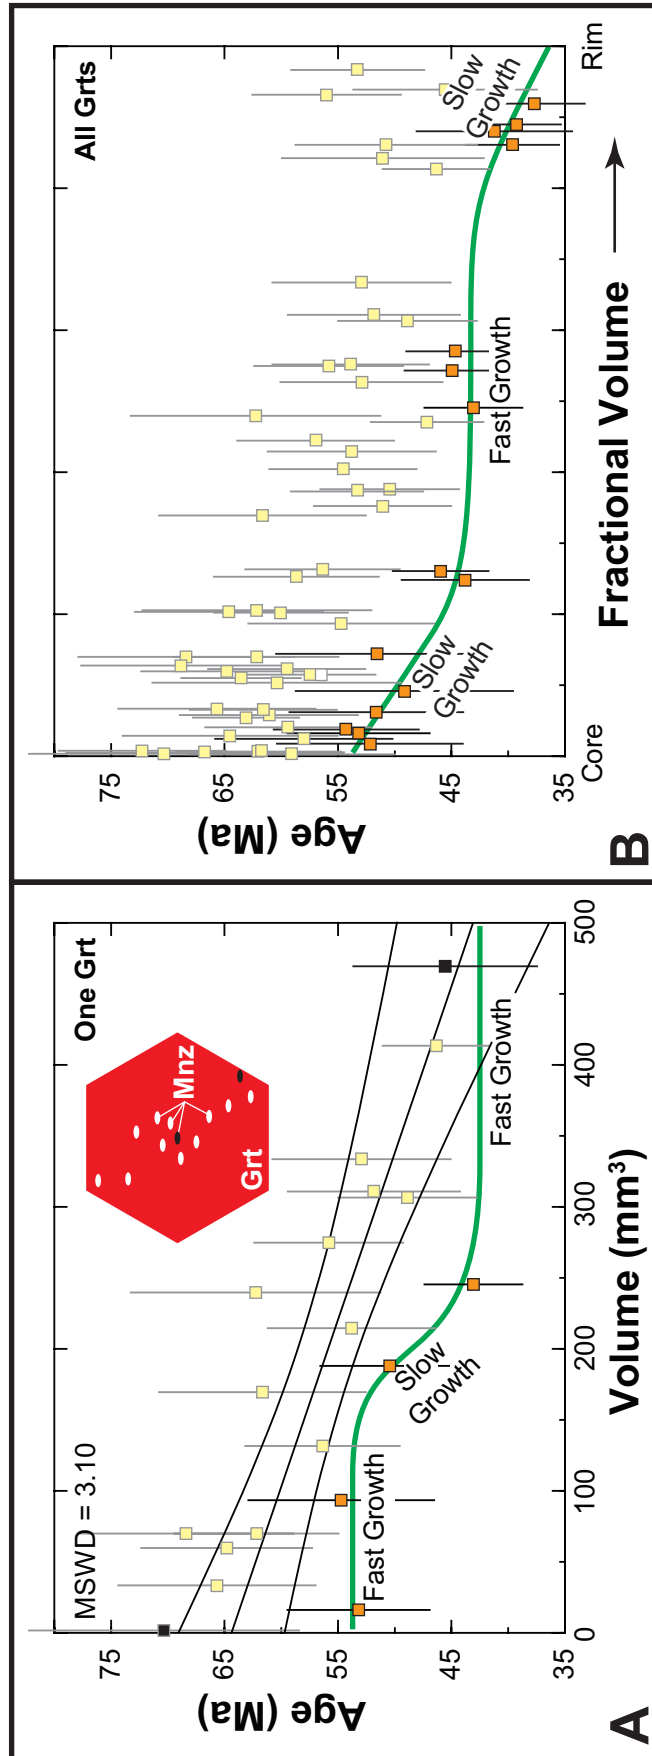 A
One Grt
MSWD = 3.10
Mnz
Grt
Age (Ma)
75
65
55
45
35
Fast Growth
Slow
Growth
Fast Growth
0
100
200
300
400
500
Volume (mm³)
B
All Grts
Age (Ma)
75
65
55
45
35
Slow
Growth
Fast Growth
Slow
Growth
Core
Rim
Fractional Volume